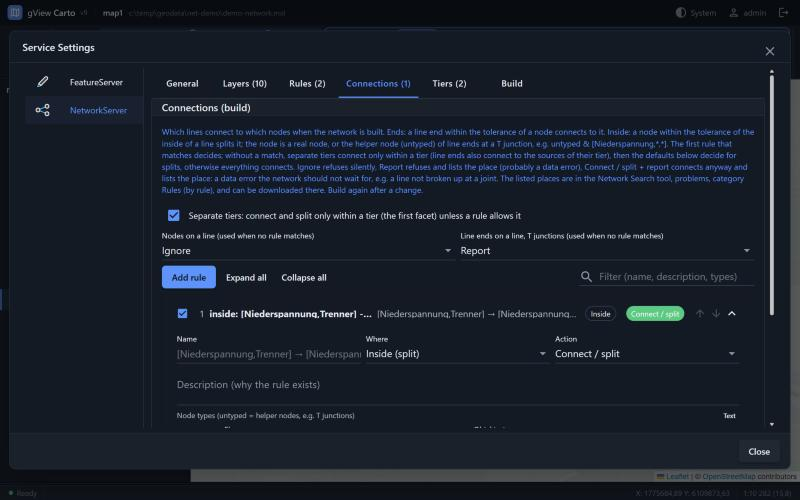 gView Carto v9 map1 c:\temp\geodata\net-demo\demo-network.mxl System admin
Service Settings
FeatureServer
NetworkServer
General Layers (10) Rules (2) Connections (1) Tiers (2) Build
Connections (build)
Which lines connect to which nodes when the network is built. Ends: a line end within the tolerance of a node connects to it. Inside: a node within the tolerance of
the inside of a line splits it; the node is a real node, or the helper node (untyped) of line ends at a T junction, e.g. untyped & [Niederspannung,*,*]. The first rule that
matches decides; without a match, separate tiers connect only within a tier (line ends also connect to the sources of their tier), then the defaults below decide for
splits, otherwise everything connects. Ignore refuses silently, Report refuses and lists the place (probably a data error), Connect / split + report connects anyway and
lists the place: a data error the network should not wait for, e.g. a line not broken up at a joint. The listed places are in the Network Search tool, problems, category
Rules (by rule), and can be downloaded there. Build again after a change.
Separate tiers: connect and split only within a tier (the first facet) unless a rule allows it
Nodes on a line (used when no rule matches) Line ends on a line, T junctions (used when no rule matches)
Ignore Report
Add rule Expand all Collapse all Filter (name, description, types)
1 inside: [Niederspannung,Trenner] -... [Niederspannung,Trenner] → [Niederspannung... Inside Connect / split
Name Where Action
[Niederspannung,Trenner] → [Niederspann Inside (split) Connect / split
Description (why the rule exists)
Node types (untyped = helper nodes, e.g. T junctions) Text
Close
Leaflet | © OpenStreetMap contributors
Ready X: 1775684,89 Y: 6109873,63 1:10 282 (15.8)